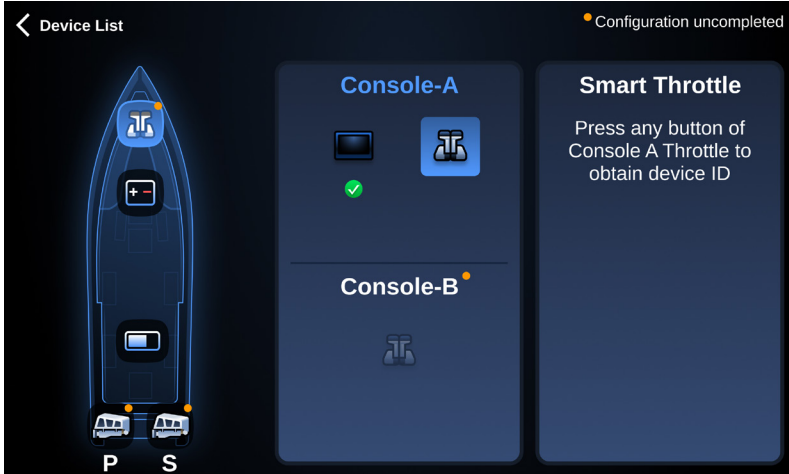 Device List
Configuration uncompleted
Console-A
Smart Throttle
Press any button of
Console A Throttle to
obtain device ID
Console-B
P
S